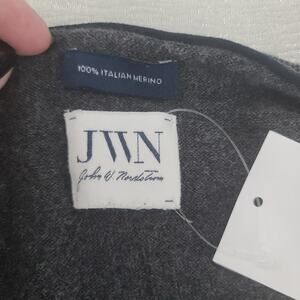 100% ITALIAN MERINO
JWN
John W. Nordstrom